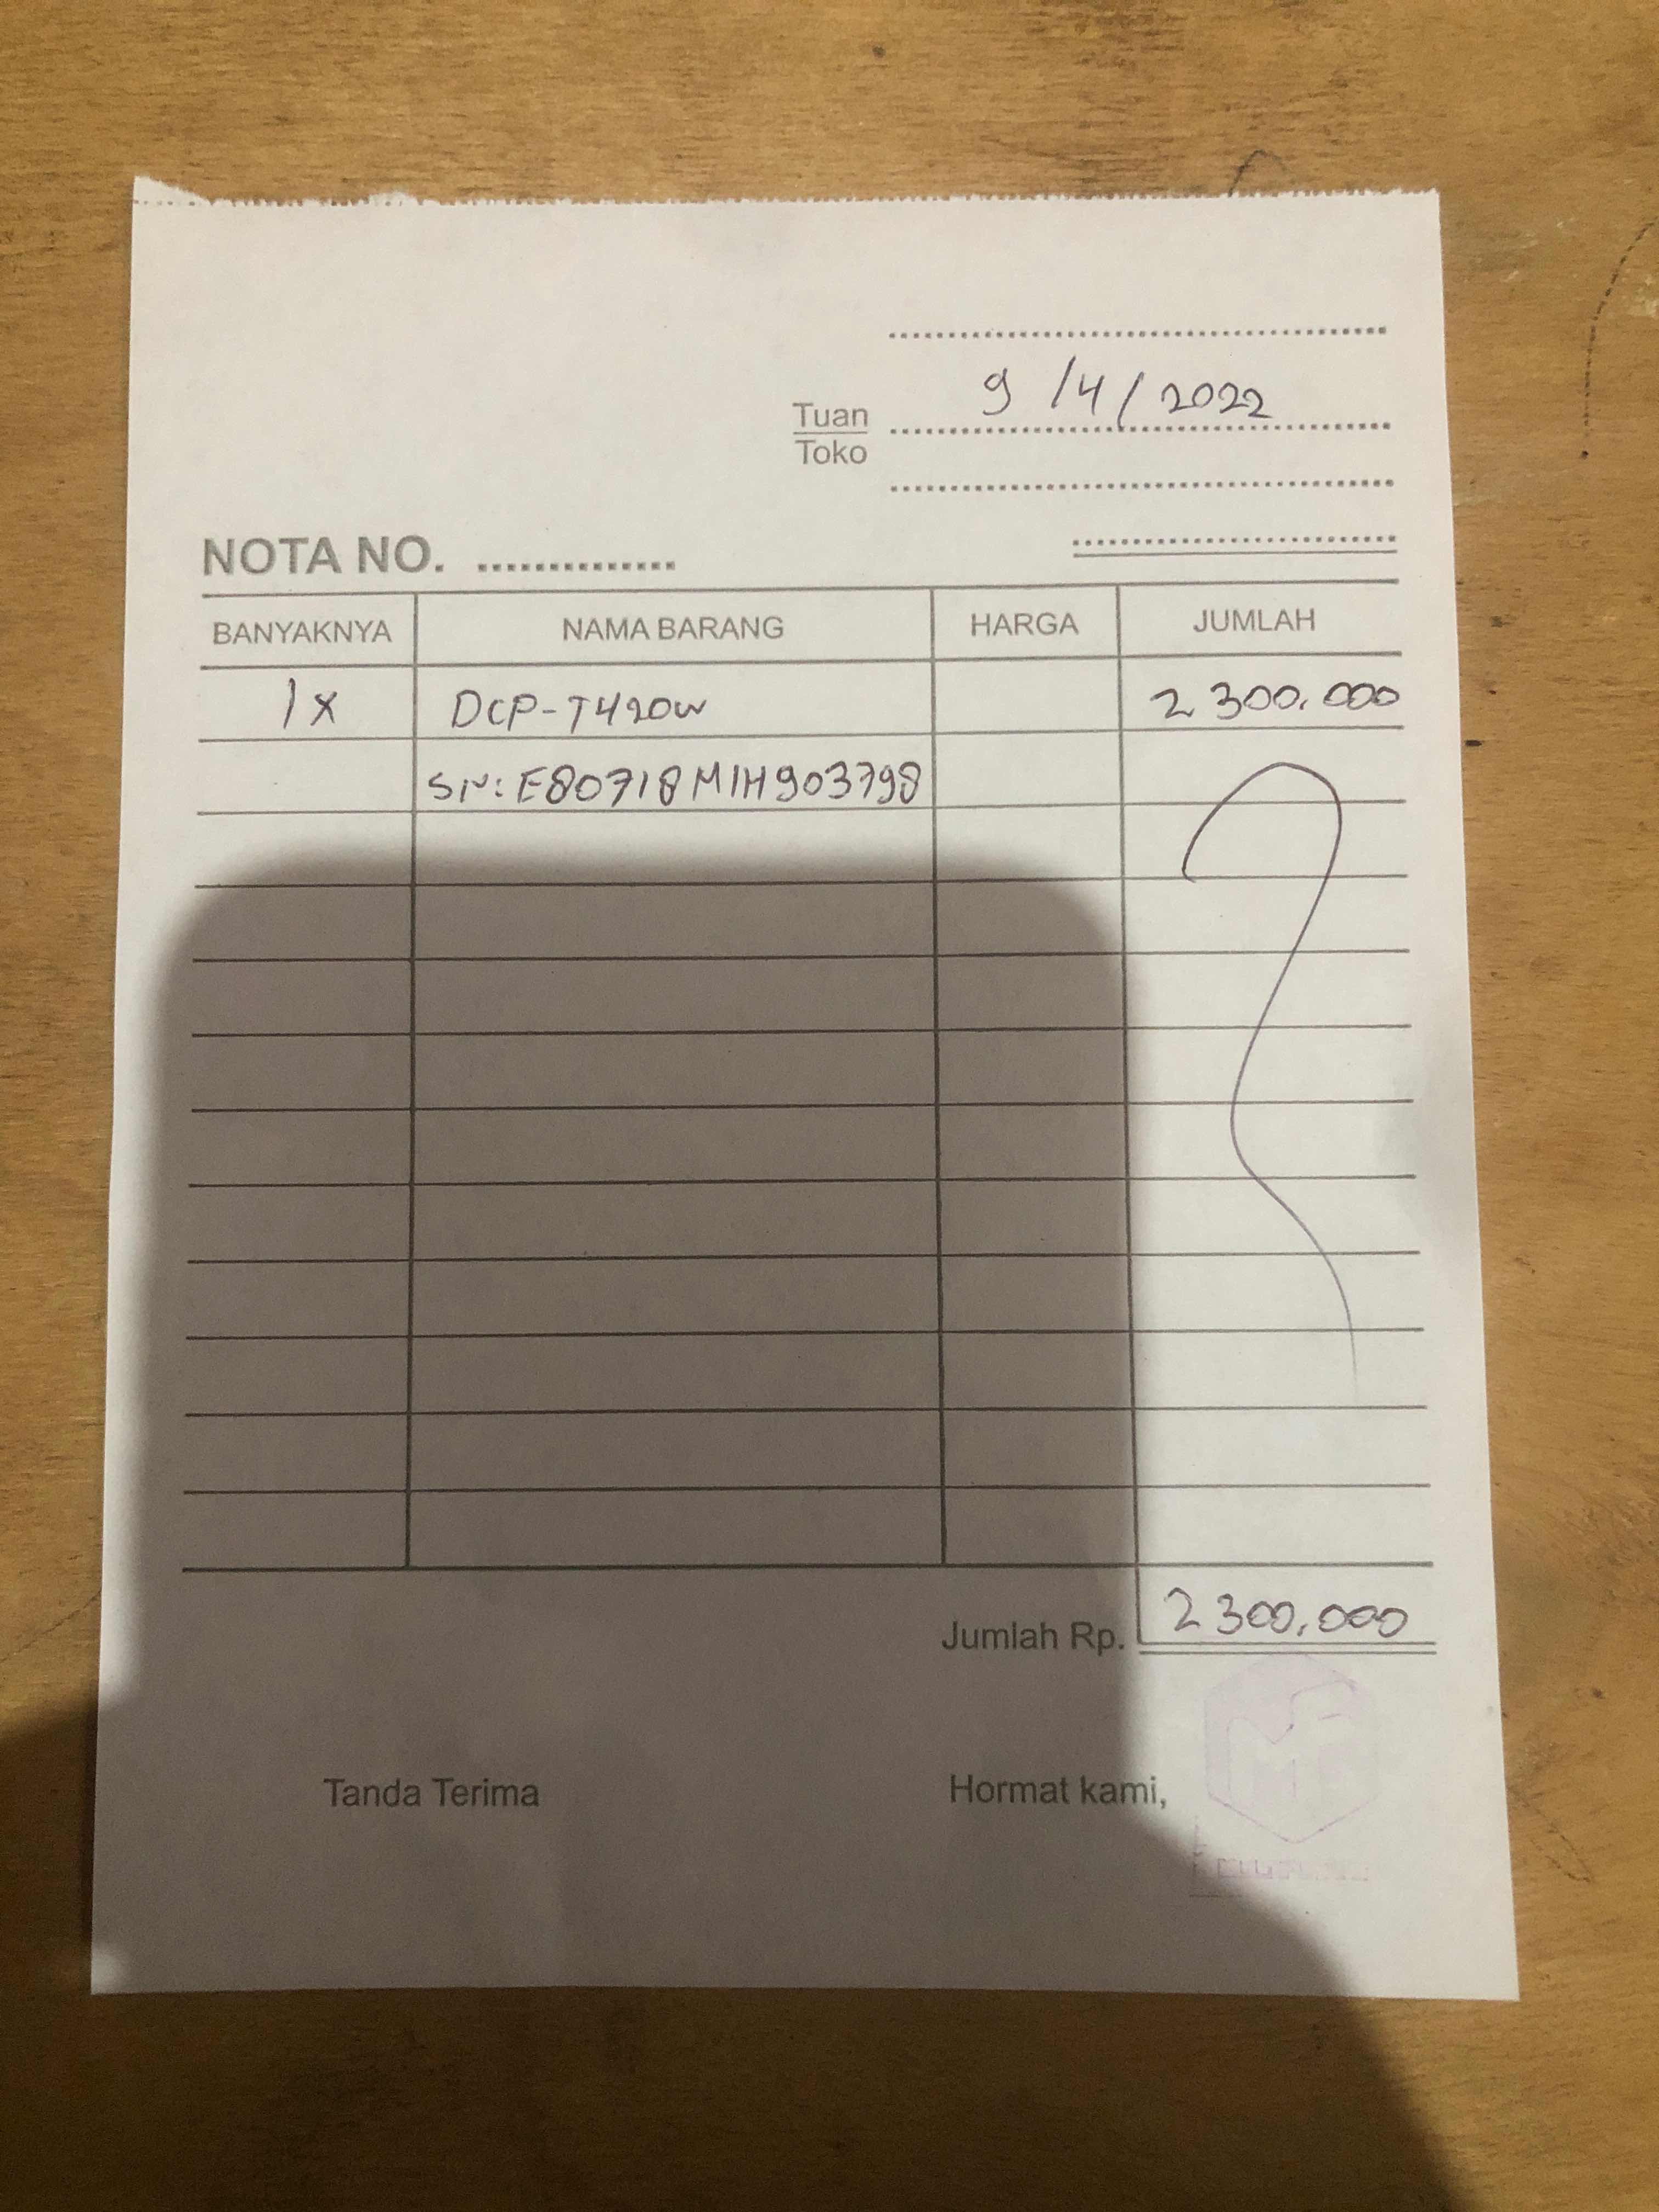 9/4/2022
Tuan
Toko
NOTA NO. ..............
BANYAKNYA NAMA BARANG HARGA JUMLAH
1x DCP-T420W 2 300.000
SN: E80718M1H903798
Jumlah Rp. 2 300.000
Tanda Terima Hormat kami,